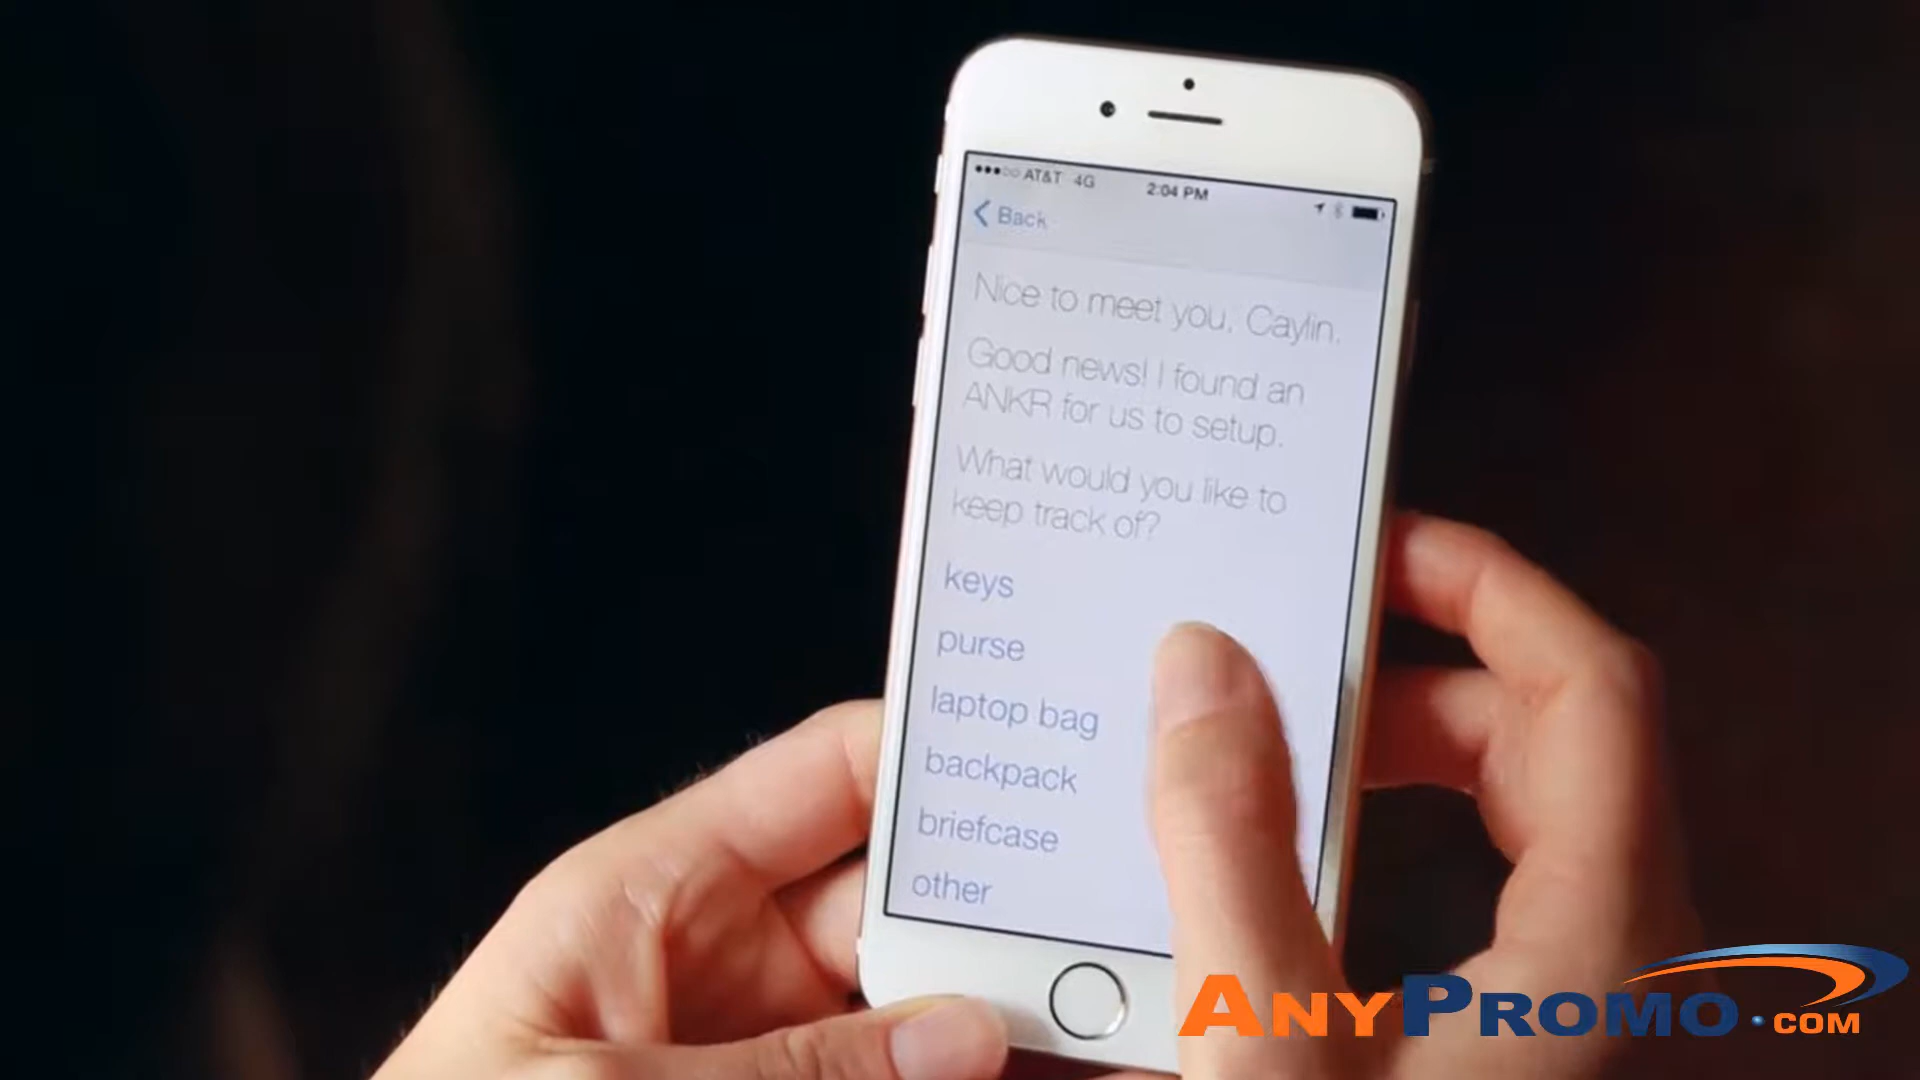 AT&T 4G 2:04 PM
Back
Nice to meet you, Caylin.
Good news! I found an
ANKR for us to setup.
What would you like to
keep track of?
keys
purse
laptop bag
backpack
briefcase
other
ANYPROMO.COM